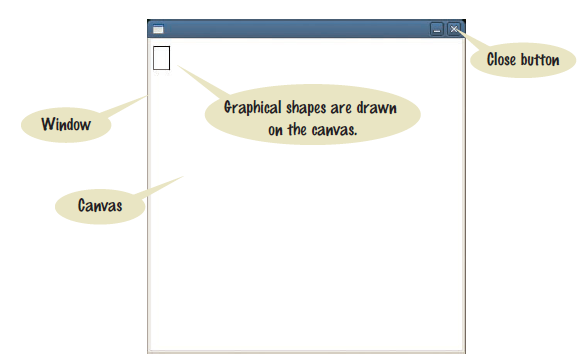 Close button
Graphical shapes are drawn
on the canvas.
Window
Canvas